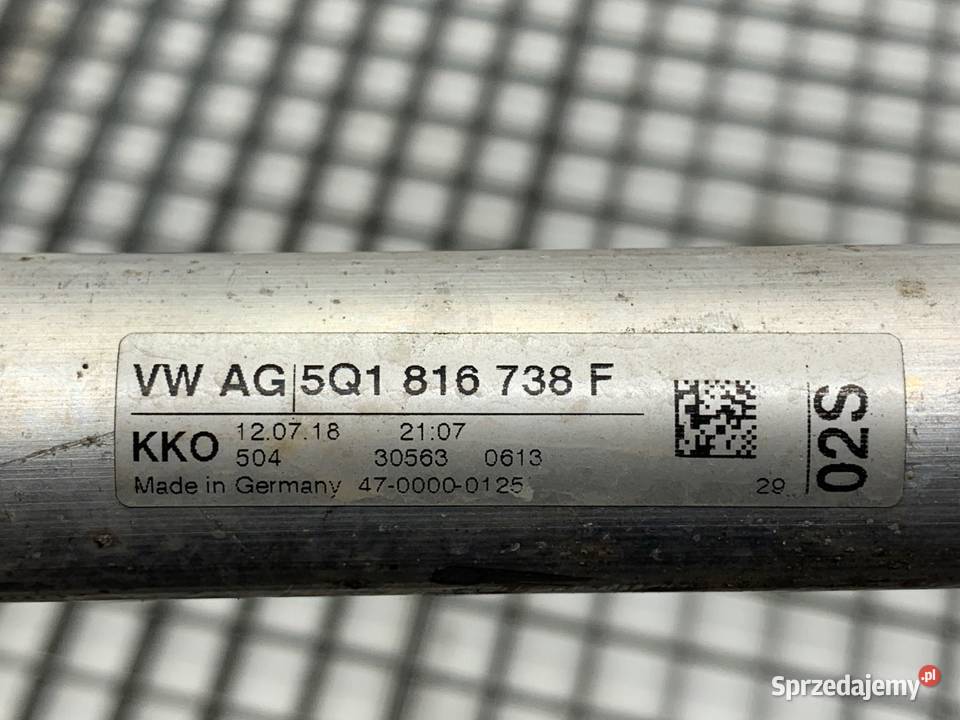 VW AG 5Q1 816 738 F
KKO 12.07.18 21:07
504 30563 0613
Made in Germany 47-0000-0125 29
02S
Sprzedajemy.pl